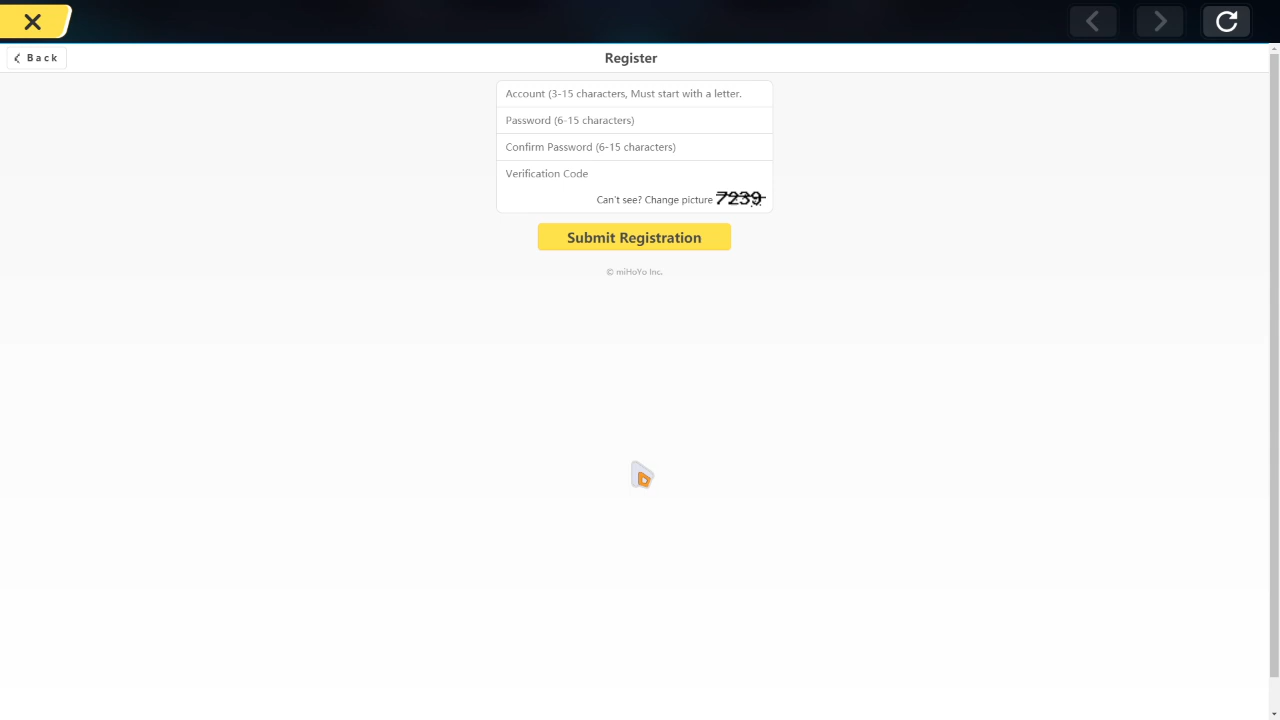 Back
Register
Account (3-15 characters, Must start with a letter.
Password (6-15 characters)
Confirm Password (6-15 characters)
Verification Code
Can't see? Change picture 7239
Submit Registration
© miHoYo Inc.